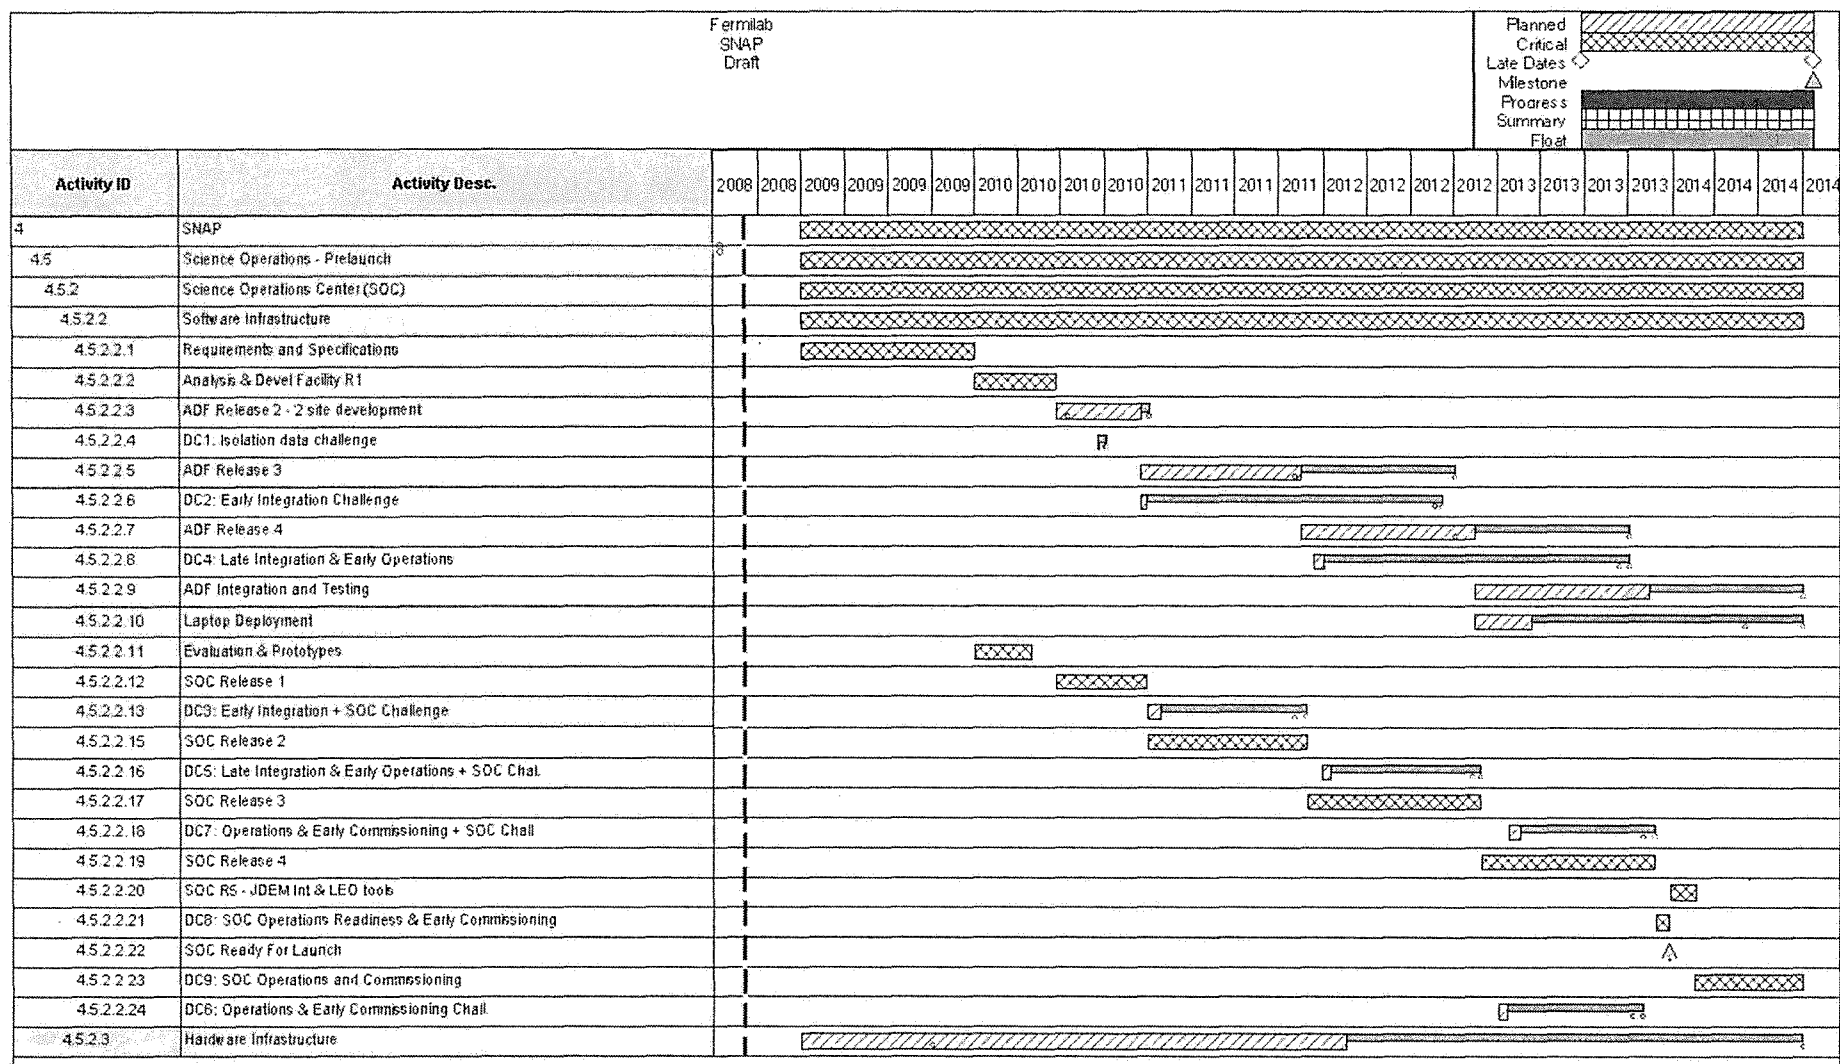 Fermilab
SNAP
Draft
Planned
Critical
Late Dates
Milestone
Progress
Summary
Float
Activity ID Activity Desc. 2008 2008 2009 2009 2009 2009 2010 2010 2010 2010 2011 2011 2011 2011 2012 2012 2012 2012 2013 2013 2013 2013 2014 2014 2014 2014
4 SNAP
4.5 Science Operations - Prelaunch
4.5.2 Science Operations Center (SOC)
4.5.2.2 Software Infrastructure
4.5.2.2.1 Requirements and Specifications
4.5.2.2.2 Analysis & Devel Facility R1
4.5.2.2.3 ADF Release 2 - 2 site development
4.5.2.2.4 DC1: Isolation data challenge
4.5.2.2.5 ADF Release 3
4.5.2.2.6 DC2: Early Integration Challenge
4.5.2.2.7 ADF Release 4
4.5.2.2.8 DC4: Late Integration & Early Operations
4.5.2.2.9 ADF Integration and Testing
4.5.2.2.10 Laptop Deployment
4.5.2.2.11 Evaluation & Prototypes
4.5.2.2.12 SOC Release 1
4.5.2.2.13 DC3: Early Integration + SOC Challenge
4.5.2.2.15 SOC Release 2
4.5.2.2.16 DC5: Late Integration & Early Operations + SOC Chal.
4.5.2.2.17 SOC Release 3
4.5.2.2.18 DC7: Operations & Early Commissioning + SOC Chall
4.5.2.2.19 SOC Release 4
4.5.2.2.20 SOC R5 - JDEM Int & LEO tools
4.5.2.2.21 DC8: SOC Operations Readiness & Early Commissioning
4.5.2.2.22 SOC Ready For Launch
4.5.2.2.23 DC9: SOC Operations and Commissioning
4.5.2.2.24 DC6: Operations & Early Commissioning Chall.
4.5.2.3 Hardware Infrastructure